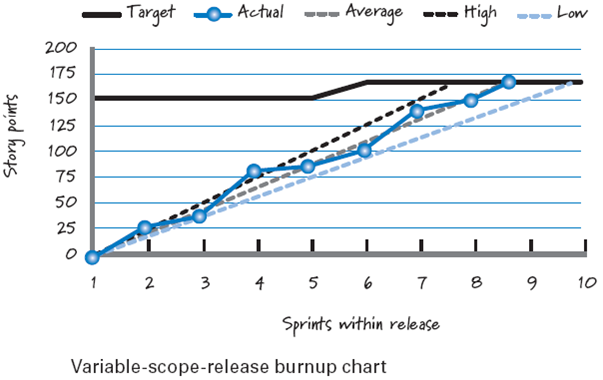 Target Actual Average High Low
200
175
150
125
100
75
50
25
0
Story points
1 2 3 4 5 6 7 8 9 10
Sprints within release
Variable-scope-release burnup chart